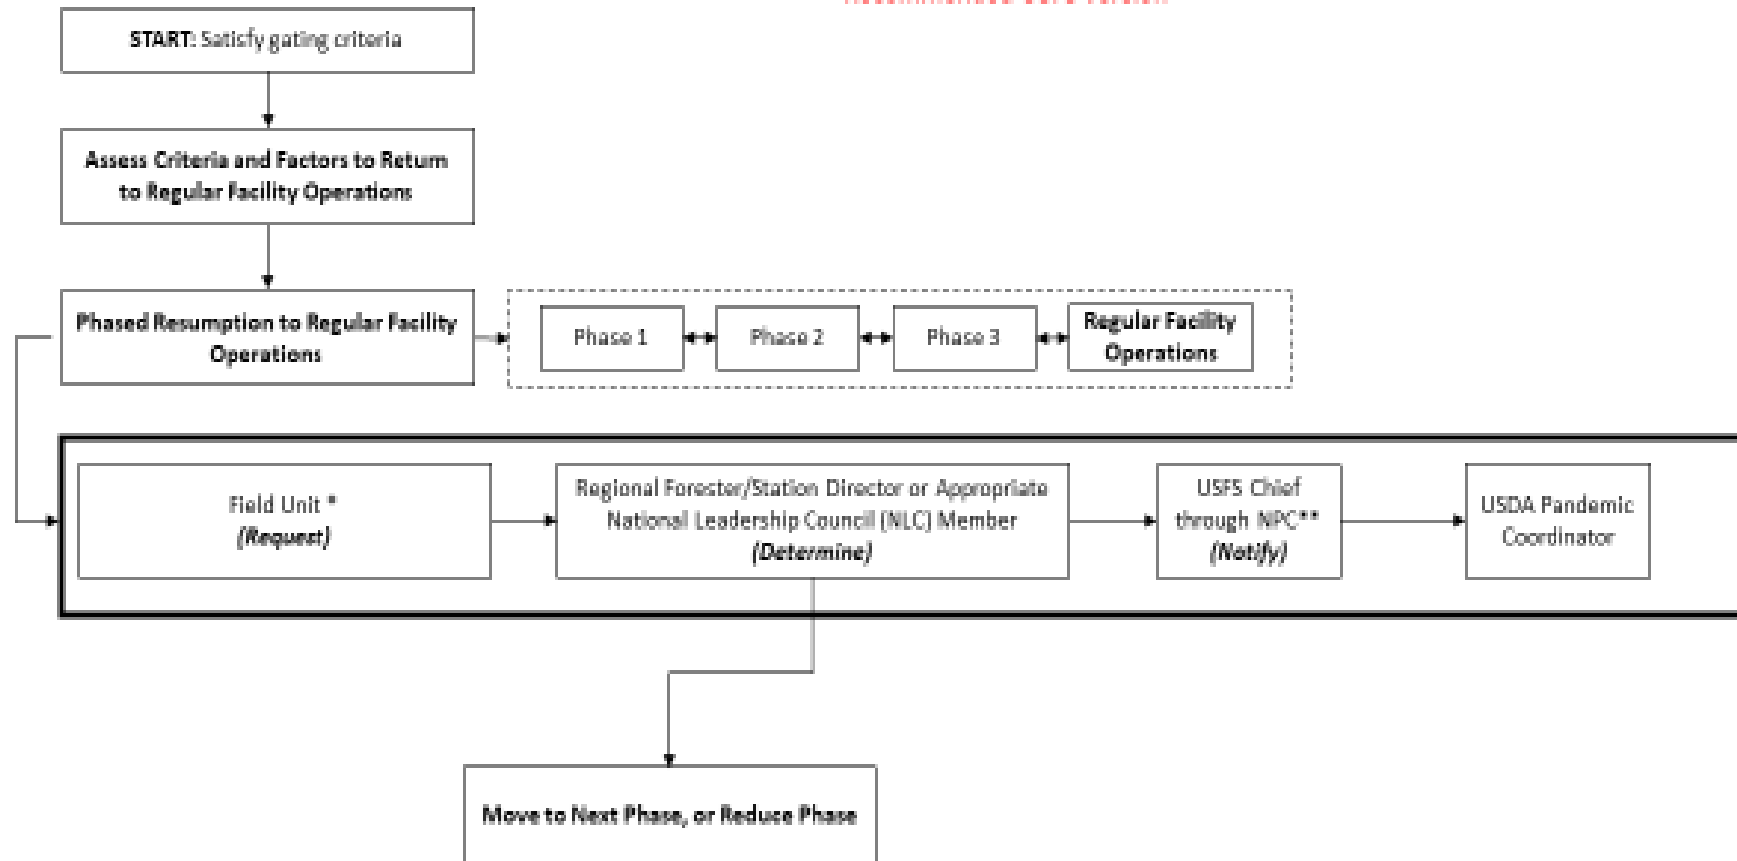 START: Satisfy gating criteria
Assess Criteria and Factors to Return
to Regular Facility Operations
Phased Resumption to Regular Facility
Operations
Phase 1
Phase 2
Phase 3
Regular Facility
Operations
Field Unit *
(Request)
Regional Forester/Station Director or Appropriate
National Leadership Council (NLC) Member
(Determine)
USFS Chief
through NPC**
(Notify)
USDA Pandemic
Coordinator
Move to Next Phase, or Reduce Phase